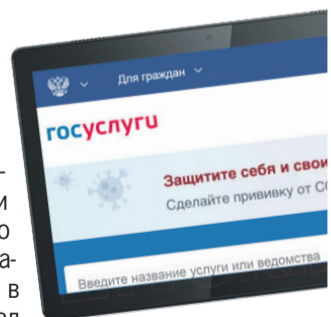 Для граждан
госуслуги
Защитите себя и свои
Сделайте прививку от CO
Введите название услуги или ведомства
-
и
о
а-
в